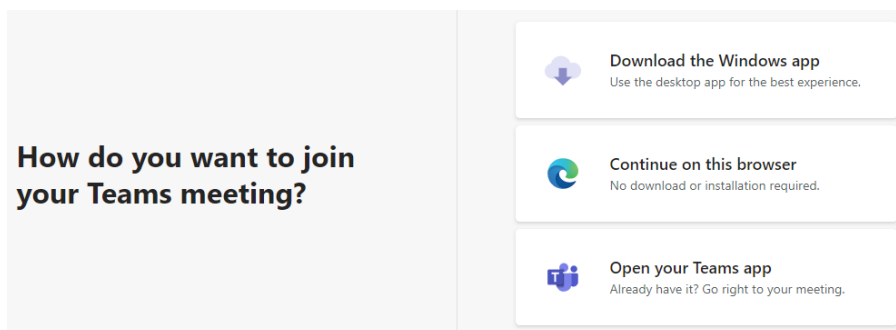 How do you want to join
your Teams meeting?
Download the Windows app
Use the desktop app for the best experience.
Continue on this browser
No download or installation required.
Open your Teams app
Already have it? Go right to your meeting.